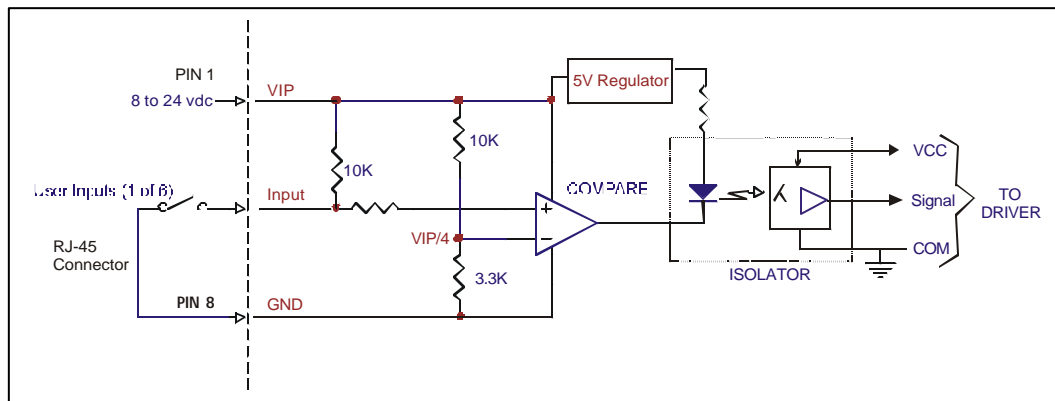 PIN 1
VIP
8 to 24 vdc
5V Regulator
10K
10K
User Inputs (1 of 6)
Input
COMPARE
+
VCC
Signal
TO
DRIVER
VIP/4
−
RJ-45
Connector
COM
3.3K
ISOLATOR
PIN 8
GND